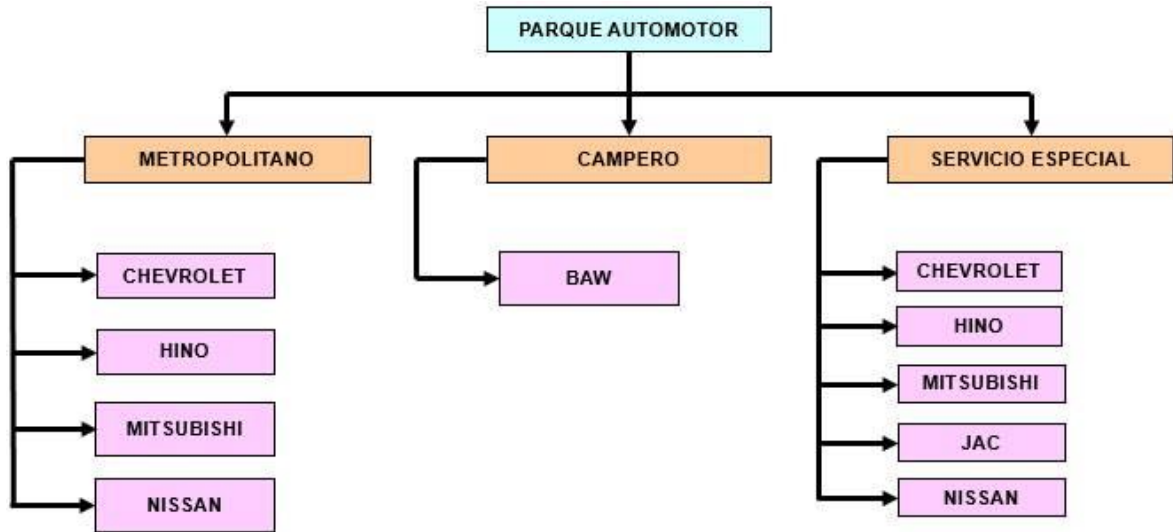 PARQUE AUTOMOTOR
METROPOLITANO
CHEVROLET
HINO
MITSUBISHI
NISSAN
CAMPERO
BAW
SERVICIO ESPECIAL
CHEVROLET
HINO
MITSUBISHI
JAC
NISSAN